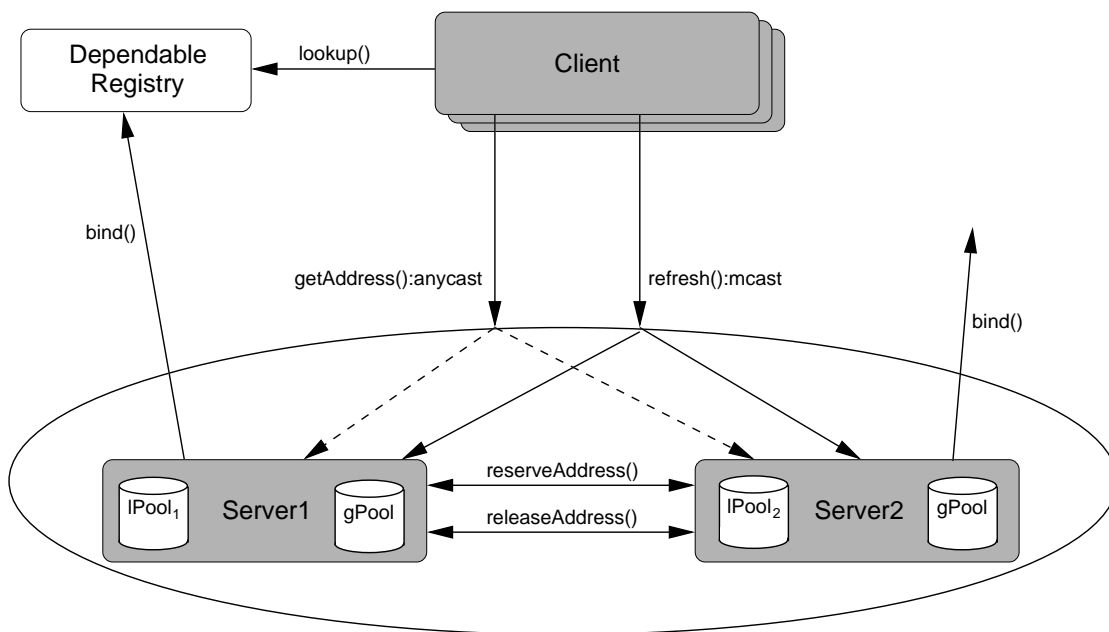 Dependable
Registry
lookup()
Client
bind()
getAddress():anycast
refresh():mcast
bind()
lPool1
Server1
gPool
reserveAddress()
releaseAddress()
lPool2
Server2
gPool